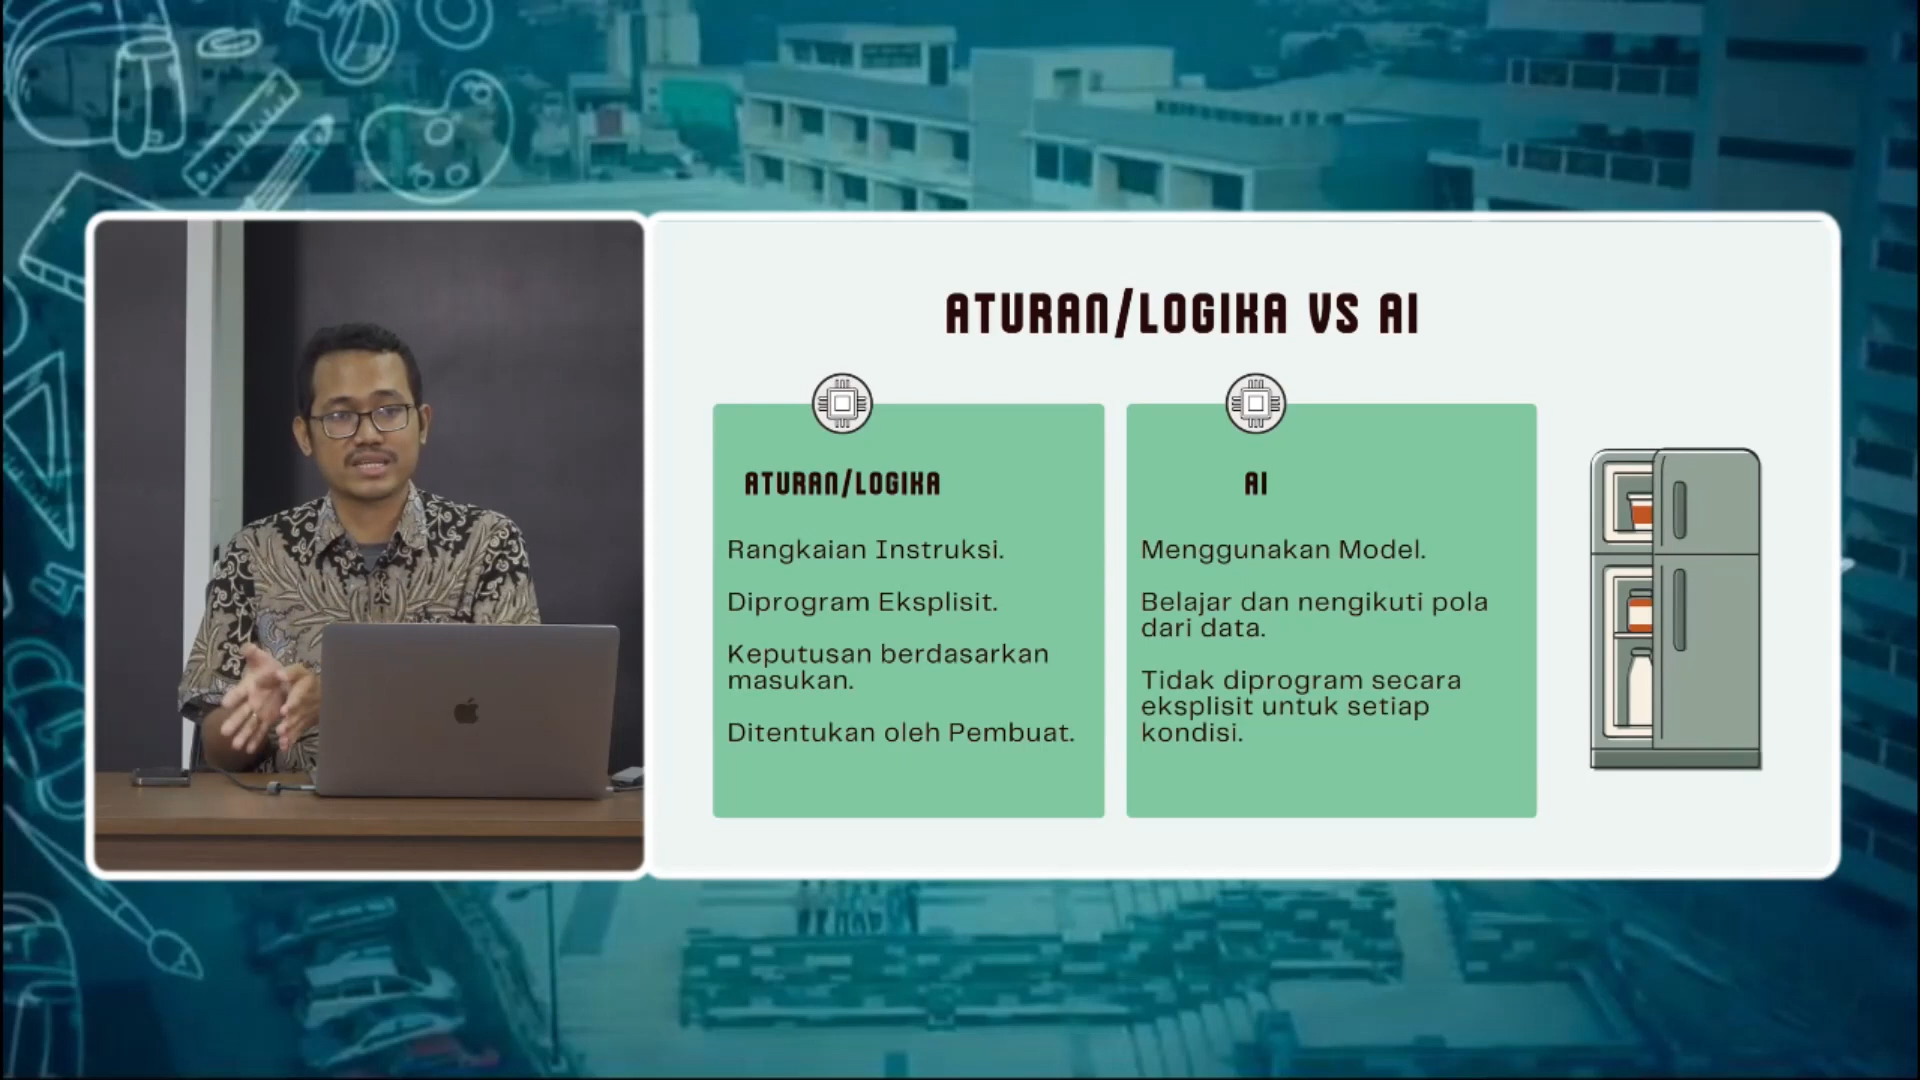 ATURAN/LOGIKA VS AI
ATURAN/LOGIKA
Rangkaian Instruksi.
Diprogram Eksplisit.
Keputusan berdasarkan
masukan.
Ditentukan oleh Pembuat.
AI
Menggunakan Model.
Belajar dan nengikuti pola
dari data.
Tidak diprogram secara
eksplisit untuk setiap
kondisi.